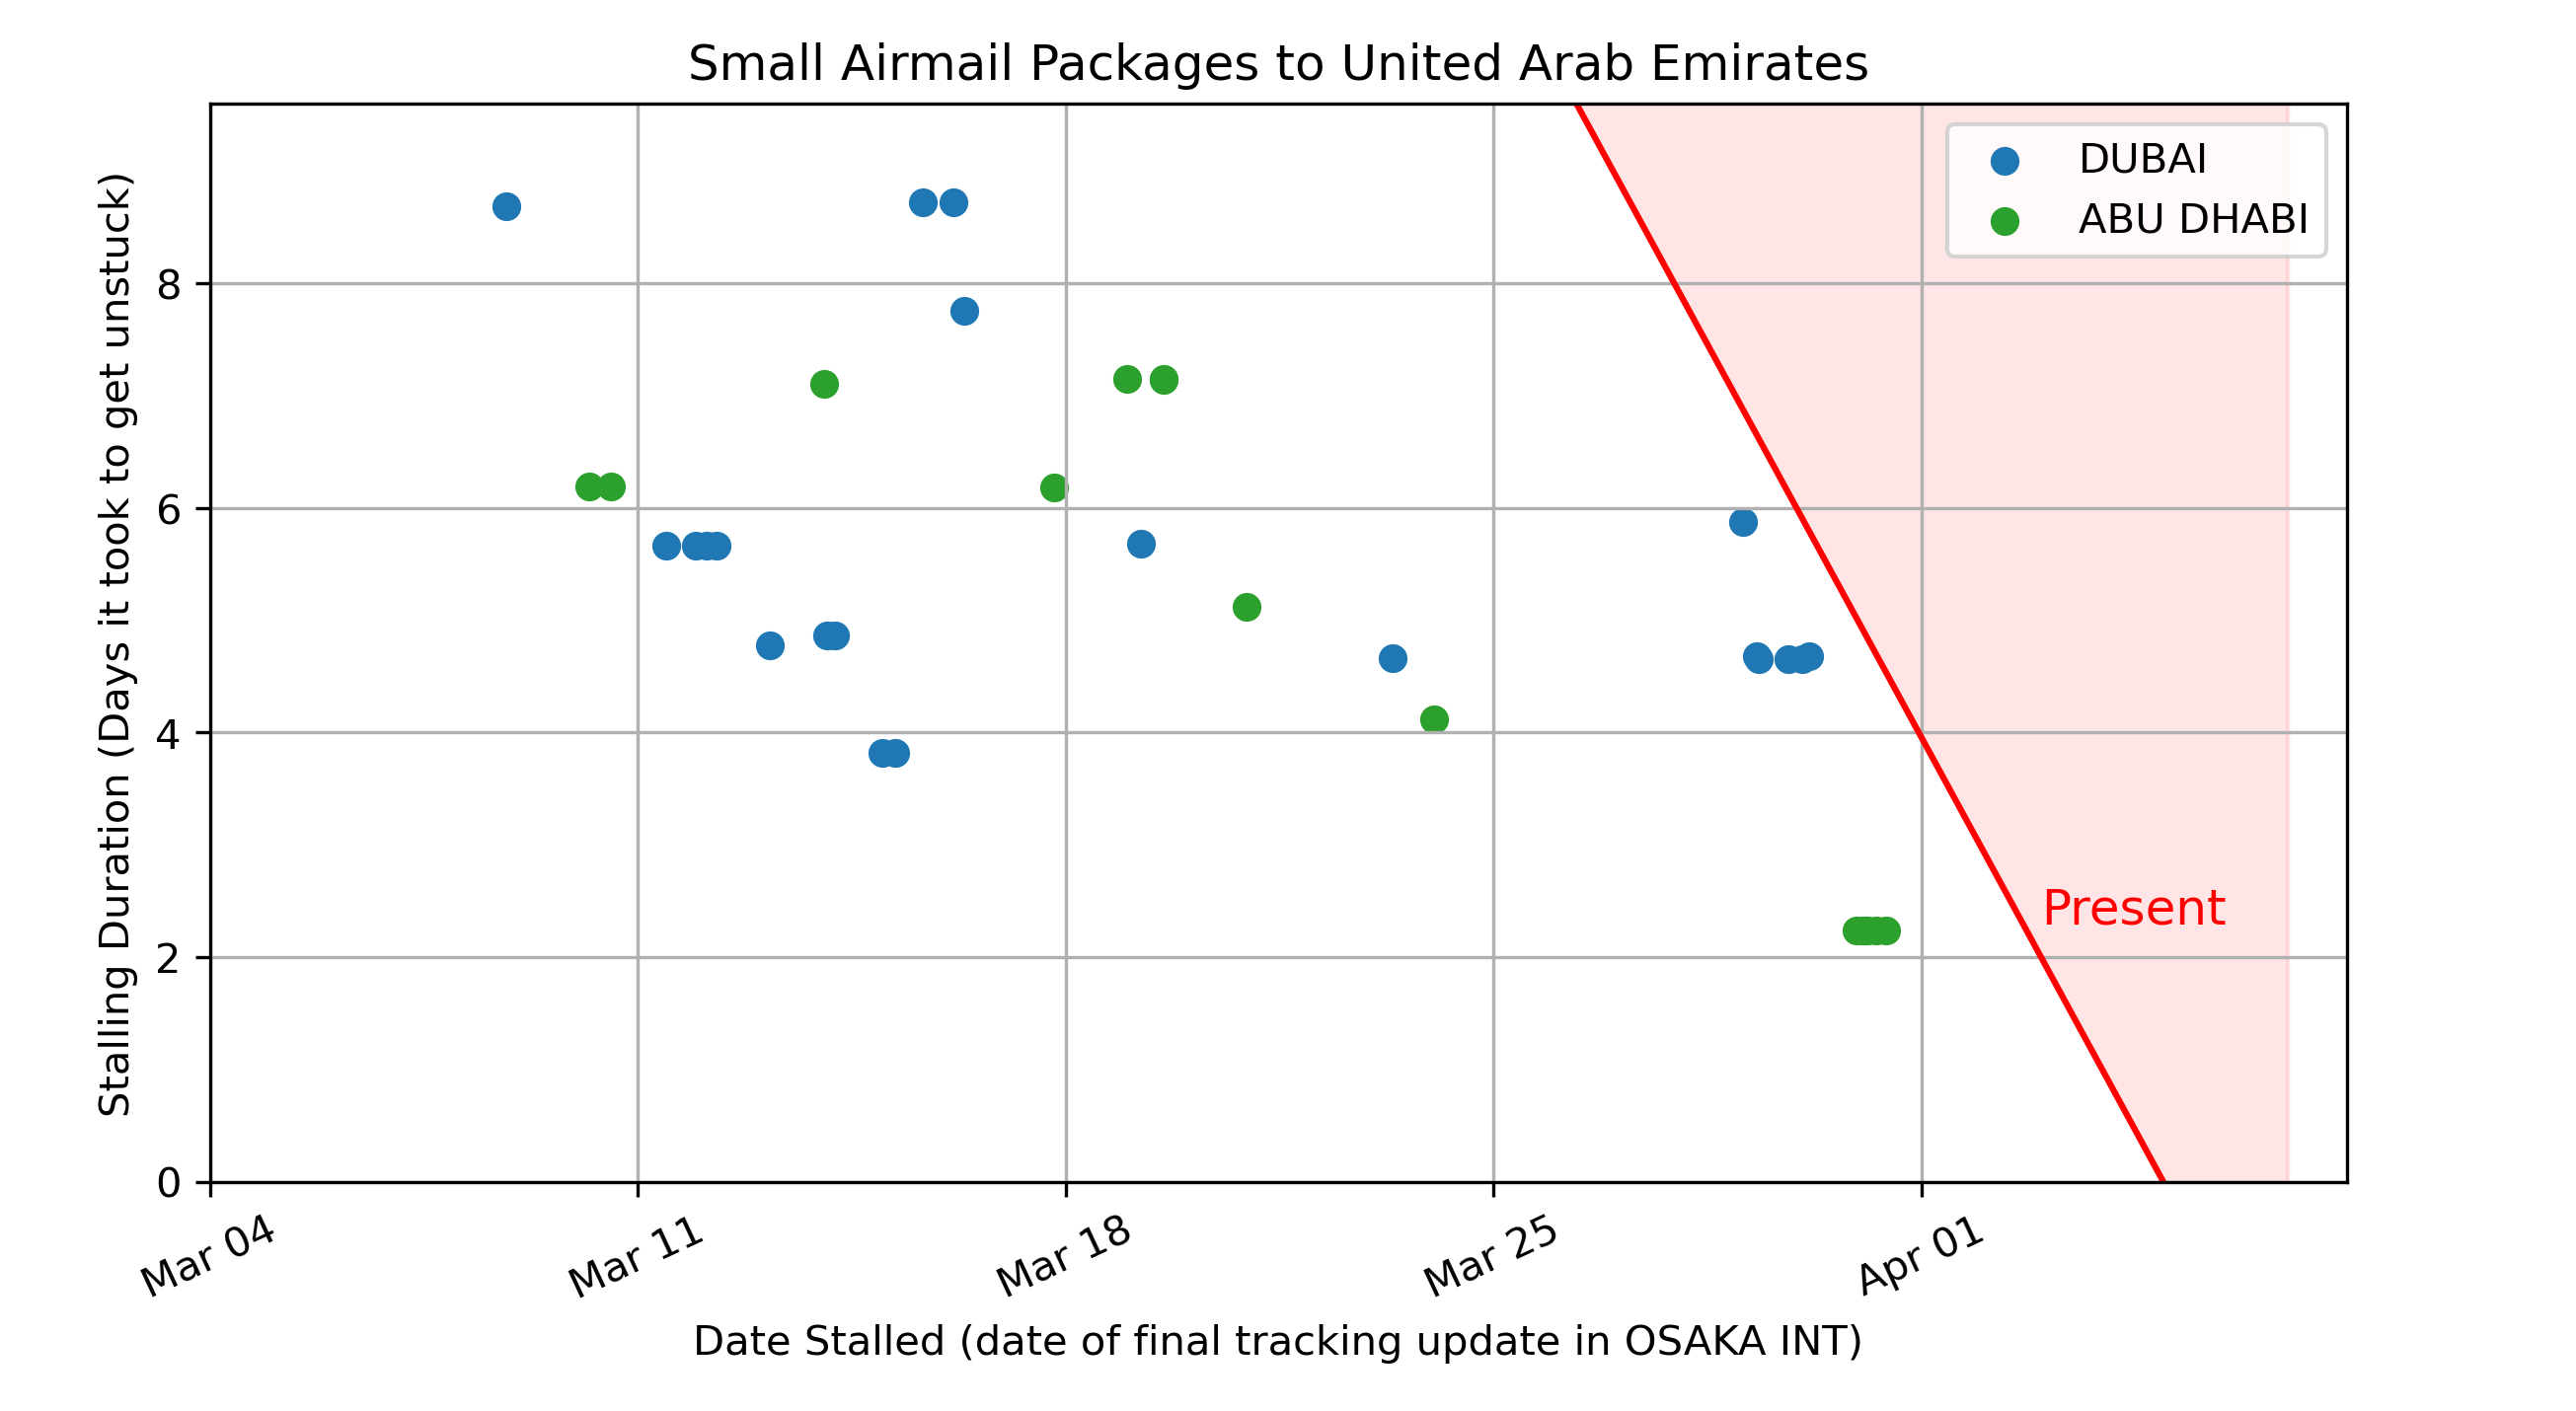 Small Airmail Packages to United Arab Emirates
DUBAI
ABU DHABI
Stalling Duration (Days it took to get unstuck)
8
6
4
2
0
Present
Mar 04
Mar 11
Mar 18
Mar 25
Apr 01
Date Stalled (date of final tracking update in OSAKA INT)